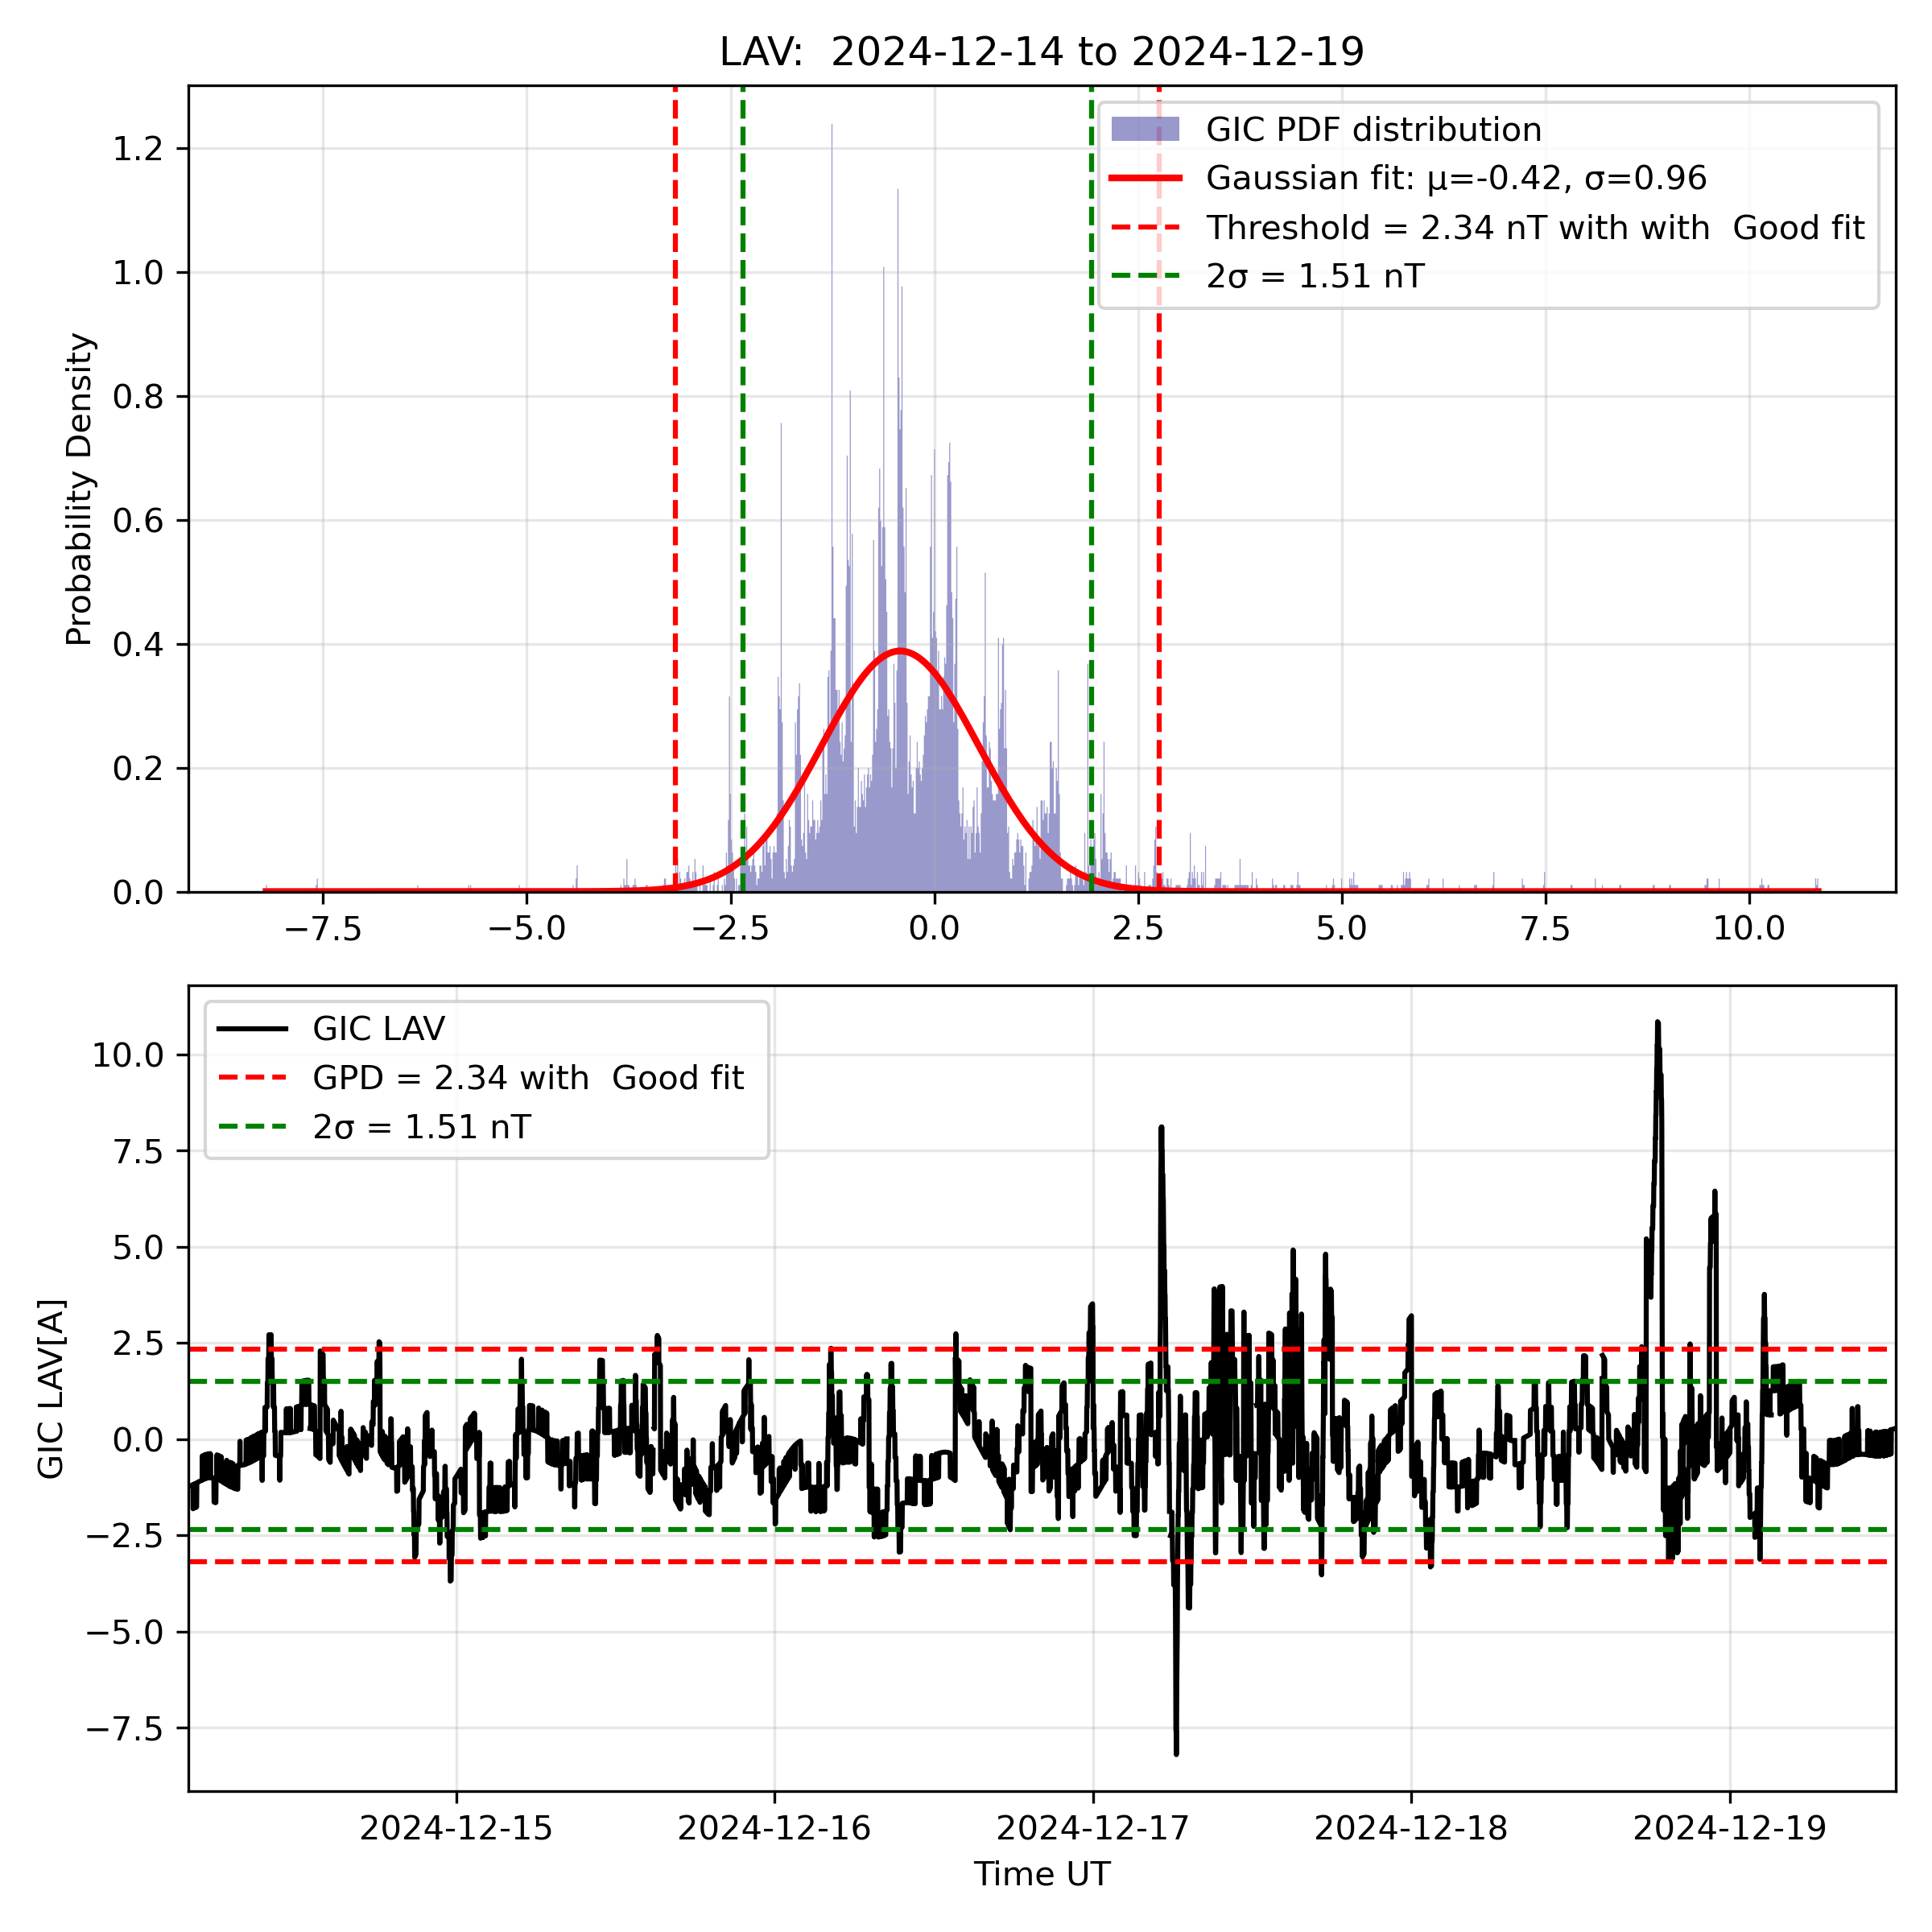 LAV:  2024-12-14 to 2024-12-19
GIC PDF distribution
Gaussian fit: μ=-0.42, σ=0.96
Threshold = 2.34 nT with with  Good fit
2σ = 1.51 nT
Probability Density
1.2
1.0
0.8
0.6
0.4
0.2
0.0
−7.5 −5.0 −2.5 0.0 2.5 5.0 7.5 10.0
GIC LAV
GPD = 2.34 with  Good fit
2σ = 1.51 nT
GIC LAV[A]
10.0
7.5
5.0
2.5
0.0
−2.5
−5.0
−7.5
2024-12-15 2024-12-16 2024-12-17 2024-12-18 2024-12-19
Time UT